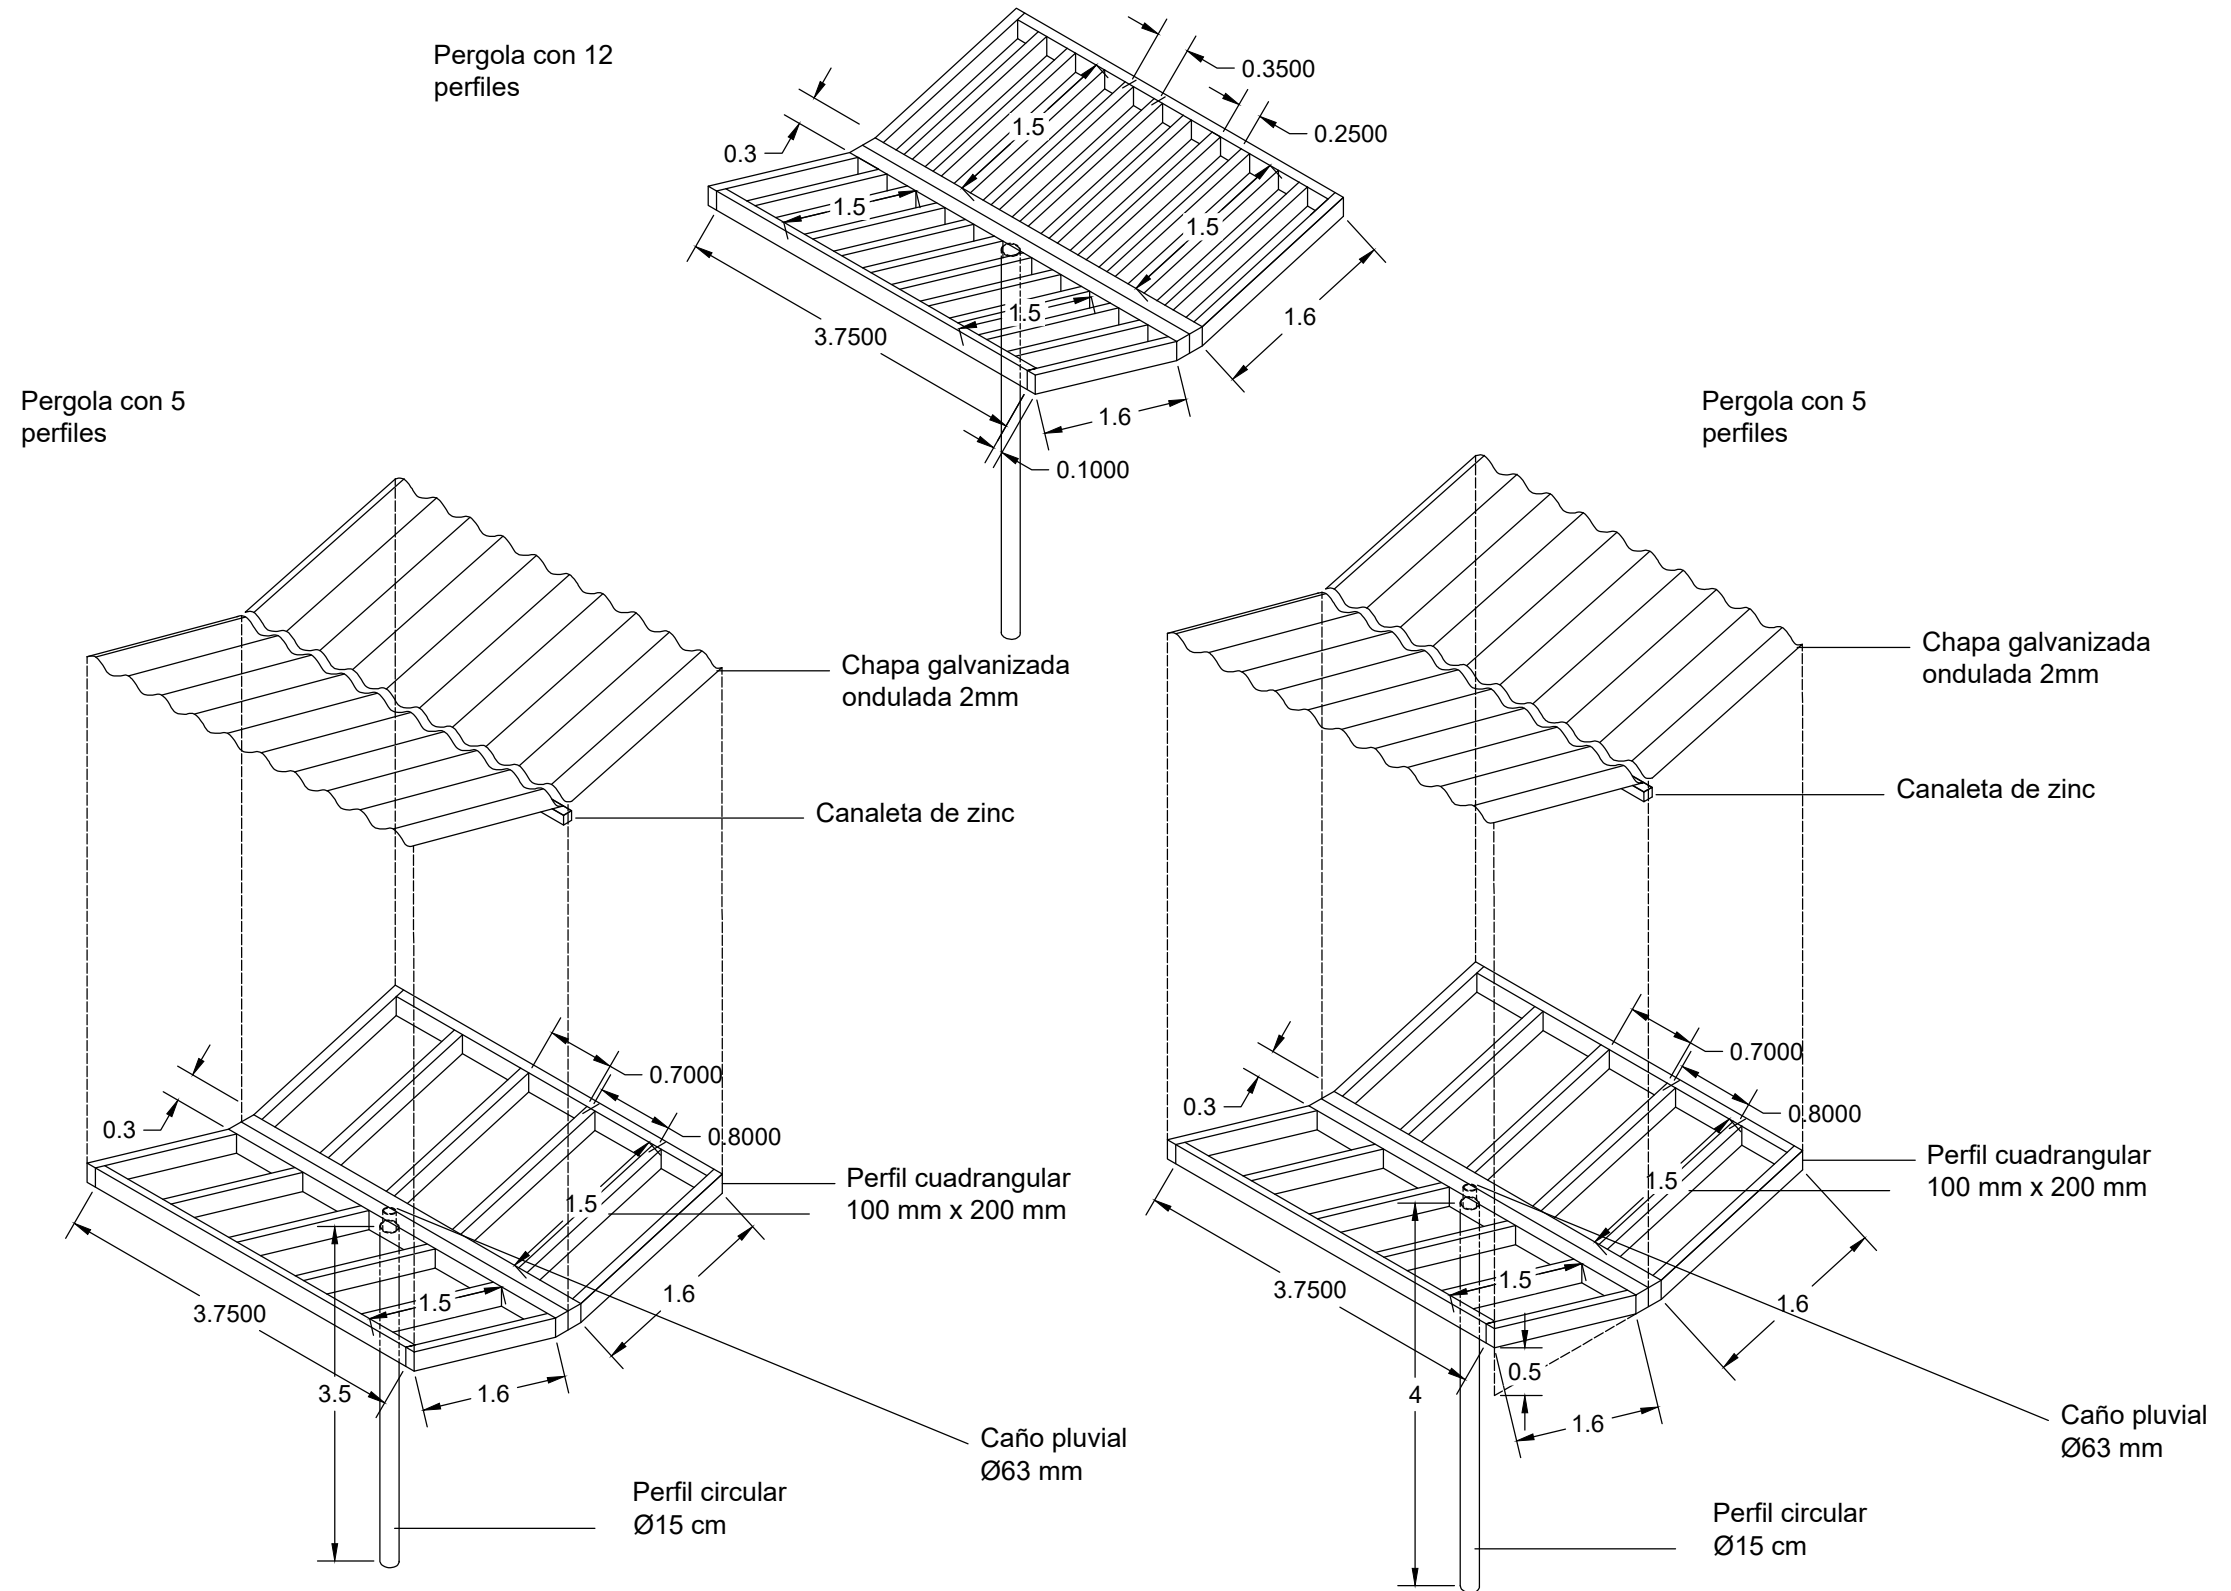 Pergola con 12
perfiles
0.3500
0.2500
1.5
0.3
1.5
1.5
1.5
3.7500
1.6
1.6
0.1000
Pergola con 5
perfiles
Chapa galvanizada
ondulada 2mm
Canaleta de zinc
0.7000
0.8000
0.3
Perfil cuadrangular
100 mm x 200 mm
1.5
1.5
1.6
3.7500
3.5
1.6
Caño pluvial
Ø63 mm
Perfil circular
Ø15 cm
Pergola con 5
perfiles
Chapa galvanizada
ondulada 2mm
Canaleta de zinc
0.7000
0.8000
0.3
Perfil cuadrangular
100 mm x 200 mm
1.5
1.5
3.7500
1.6
0.5
4
1.6
Caño pluvial
Ø63 mm
Perfil circular
Ø15 cm